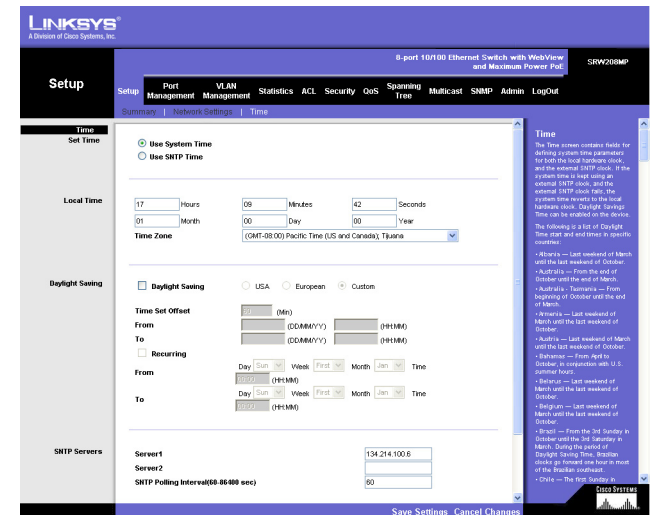 LINKSYS®
A Division of Cisco Systems, Inc.
8-port 10/100 Ethernet Switch with WebView and Maximum Power PoE
SRW208MP
Setup
Setup Port Management VLAN Management Statistics ACL Security QoS Spanning Tree Multicast SNMP Admin LogOut
Summary | Network Settings | Time
Time
Set Time
Use System Time
Use SNTP Time
Local Time
17 Hours 09 Minutes 42 Seconds
01 Month 00 Day 00 Year
Time Zone (GMT-08:00) Pacific Time (US and Canada); Tijuana
Daylight Saving
Daylight Saving USA European Custom
Time Set Offset (Min)
From (DD/MM/YY) (HH:MM)
To (DD/MM/YY) (HH:MM)
Recurring
From Day Sun Week First Month Jan Time
(HH:MM)
To Day Sun Week First Month Jan Time
(HH:MM)
SNTP Servers
Server1 134.214.100.6
Server2
SNTP Polling Interval(60-86400 sec) 60
Save Settings Cancel Changes
Time
The Time screen contains fields for
defining system time parameters
for both the local hardware clock,
and the external SNTP clock. If the
system time is kept using an
external SNTP clock, and the
external SNTP clock fails, the
system time reverts to the local
hardware clock. Daylight Savings
Time can be enabled on the device.
The following is a list of Daylight
Time start and end times in specific
countries:
• Albania — Last weekend of March
until the last weekend of October.
• Australia — From the end of
October until the end of March.
• Australia - Tasmania — From
beginning of October until the end
of March.
• Armenia — Last weekend of
March until the last weekend of
October.
• Austria — Last weekend of March
until the last weekend of October.
• Bahamas — From April to
October, in conjunction with U.S.
summer hours.
• Belarus — Last weekend of
March until the last weekend of
October.
• Belgium — Last weekend of
March until the last weekend of
October.
• Brazil — From the 3rd Sunday in
October until the 3rd Saturday in
March. During the period of
Daylight Saving Time, Brazilian
clocks go forward one hour in most
of the Brazilian southeast.
• Chile — The first Sunday in
CISCO SYSTEMS